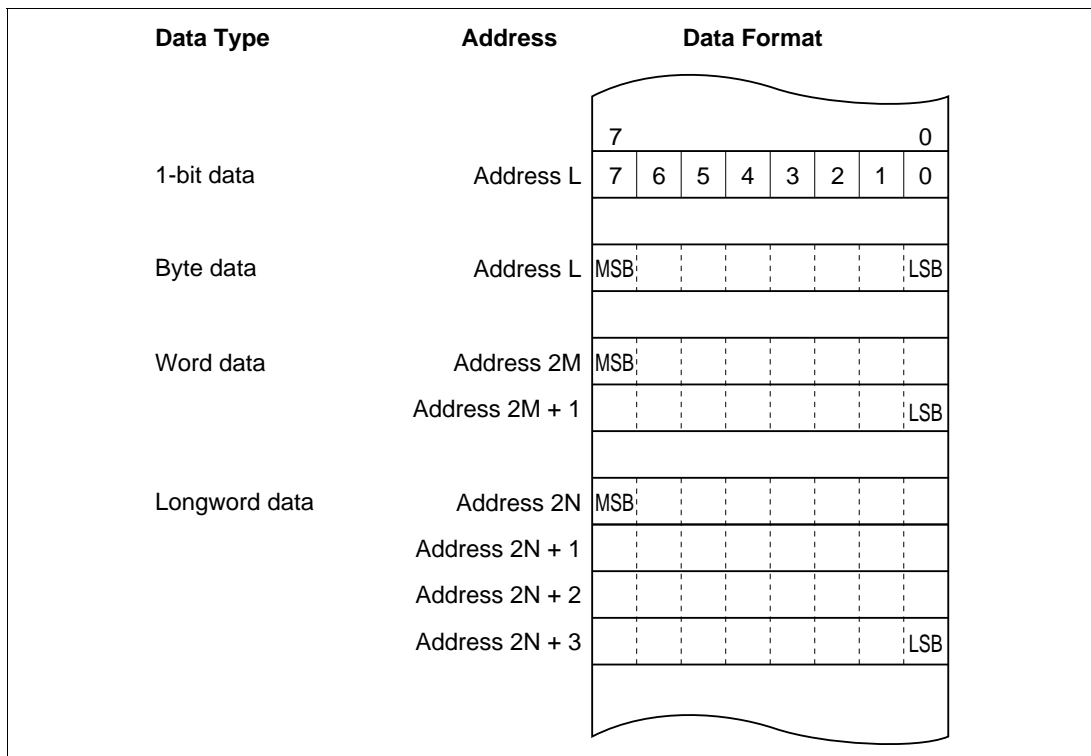 Data Type Address Data Format
7 0
1-bit data Address L 7 6 5 4 3 2 1 0
Byte data Address L MSB LSB
Word data Address 2M MSB
Address 2M + 1 LSB
Longword data Address 2N MSB
Address 2N + 1
Address 2N + 2
Address 2N + 3 LSB